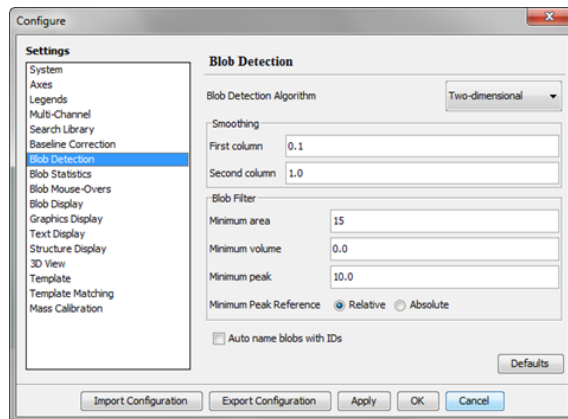 Configure
Settings
System
Axes
Legends
Multi-Channel
Search Library
Baseline Correction
Blob Detection
Blob Statistics
Blob Mouse-Overs
Blob Display
Graphics Display
Text Display
Structure Display
3D View
Template
Template Matching
Mass Calibration
Blob Detection
Blob Detection Algorithm Two-dimensional
Smoothing
First column 0.1
Second column 1.0
Blob Filter
Minimum area 15
Minimum volume 0.0
Minimum peak 10.0
Minimum Peak Reference Relative Absolute
Auto name blobs with IDs
Defaults
Import Configuration Export Configuration Apply OK Cancel